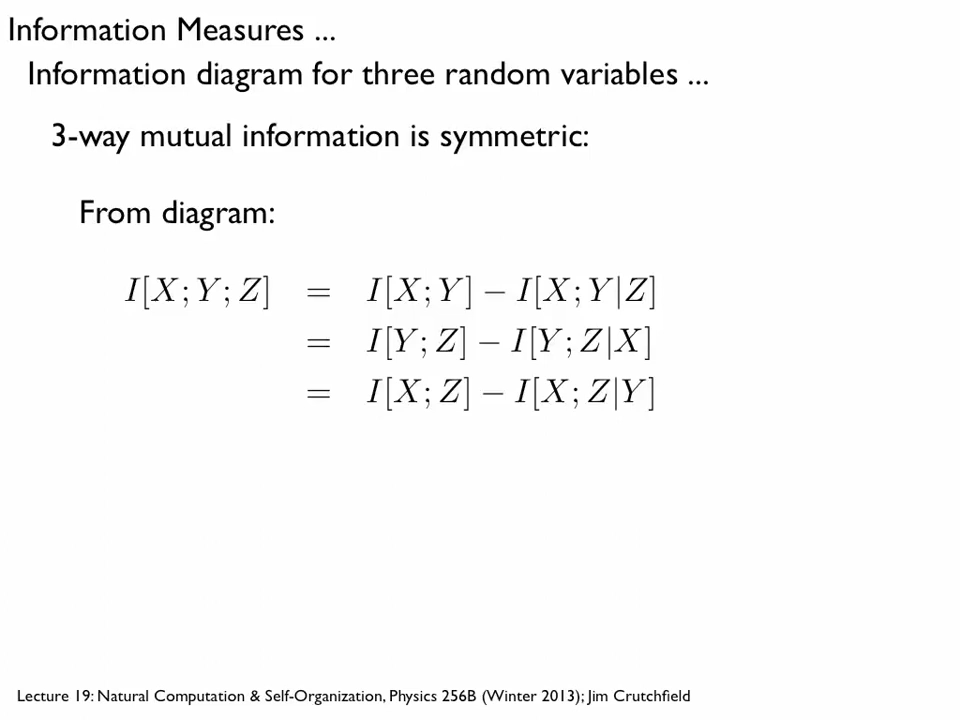 Information Measures ...
Information diagram for three random variables ...
3-way mutual information is symmetric:
From diagram:
I[X; Y; Z] = I[X; Y] − I[X; Y|Z]
= I[Y; Z] − I[Y; Z|X]
= I[X; Z] − I[X; Z|Y]
Lecture 19: Natural Computation & Self-Organization, Physics 256B (Winter 2013); Jim Crutchfield